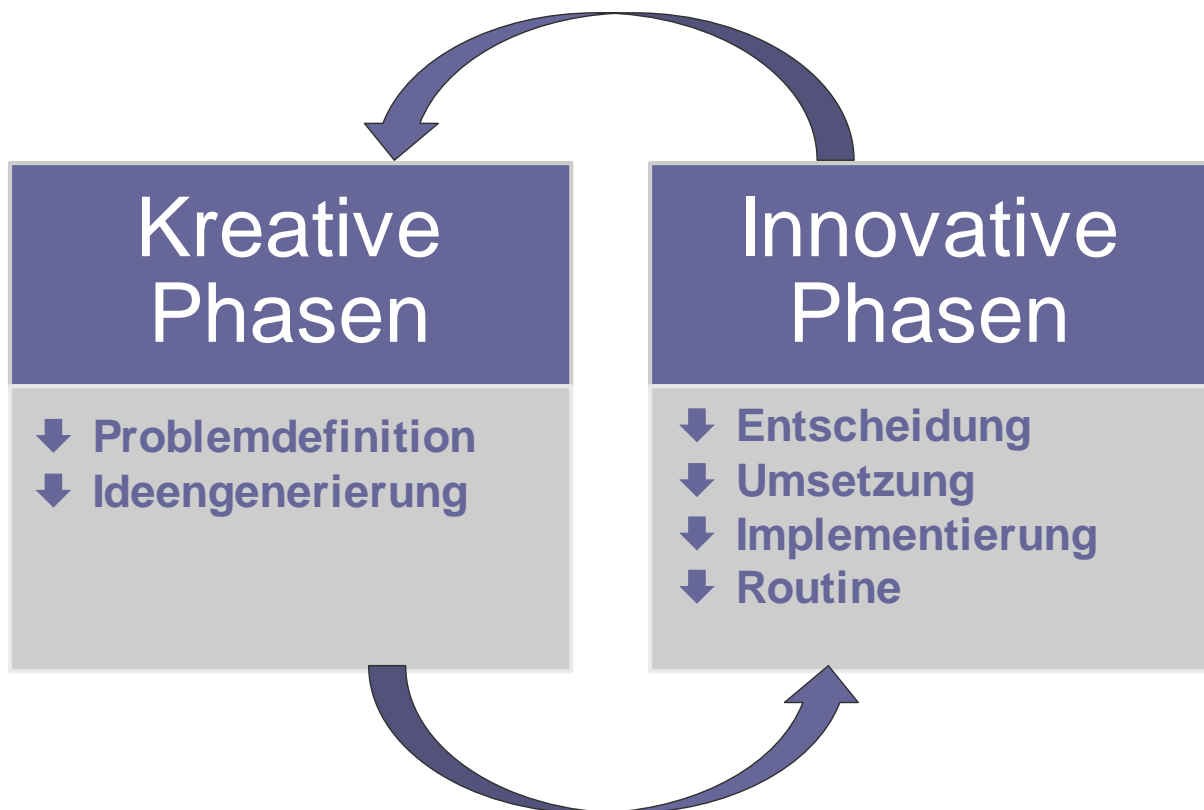 Kreative
Phasen
Problemdefinition
Ideengenerierung
Innovative
Phasen
Entscheidung
Umsetzung
Implementierung
Routine